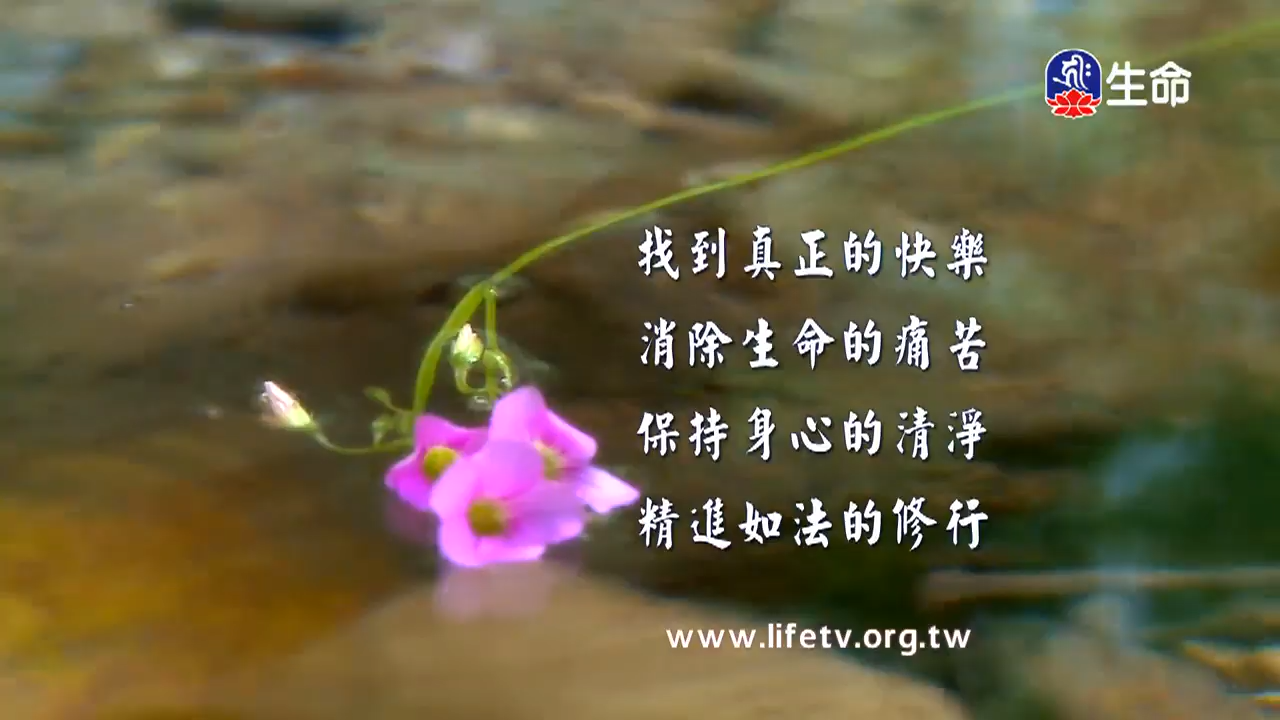 生命
找到真正的快樂
消除生命的痛苦
保持身心的清淨
精進如法的修行
www.lifetv.org.tw